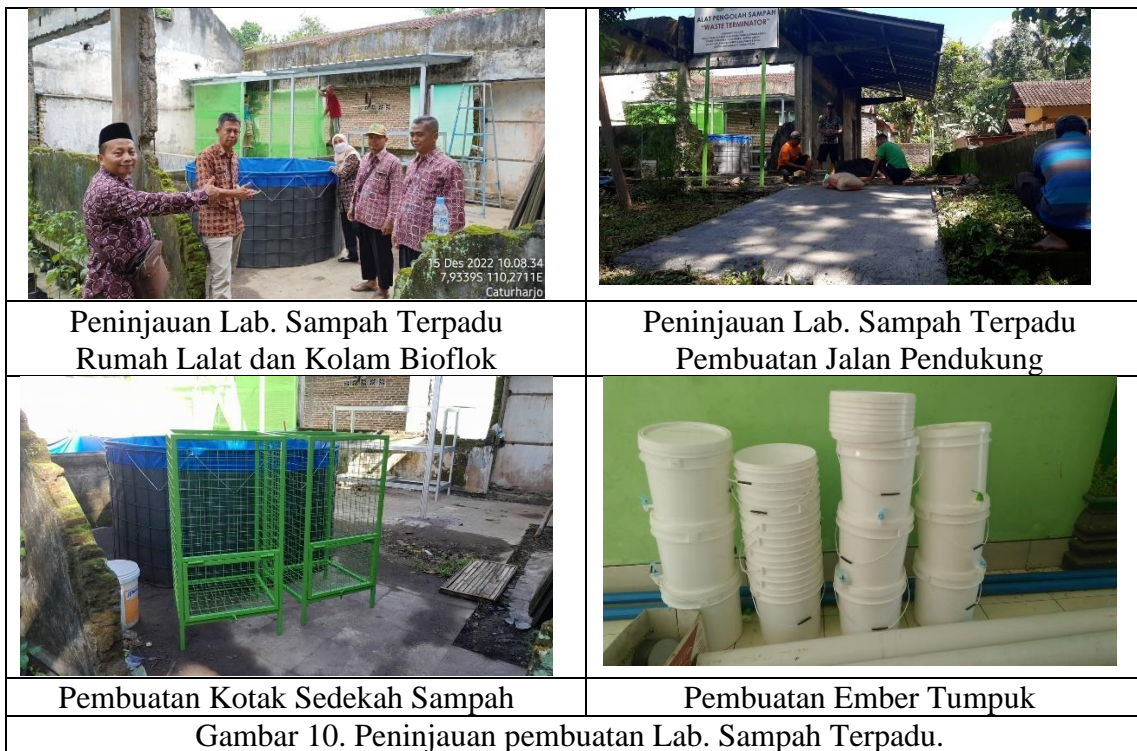 15 Des 2022 10.08.34
7,9339S 110,2711E
Caturharjo
ALAT PENGOLAH SAMPAH
"WASTE TERMINATOR"
Peninjauan Lab. Sampah Terpadu
Rumah Lalat dan Kolam Bioflok
Peninjauan Lab. Sampah Terpadu
Pembuatan Jalan Pendukung
Pembuatan Kotak Sedekah Sampah
Pembuatan Ember Tumpuk
Gambar 10. Peninjauan pembuatan Lab. Sampah Terpadu.